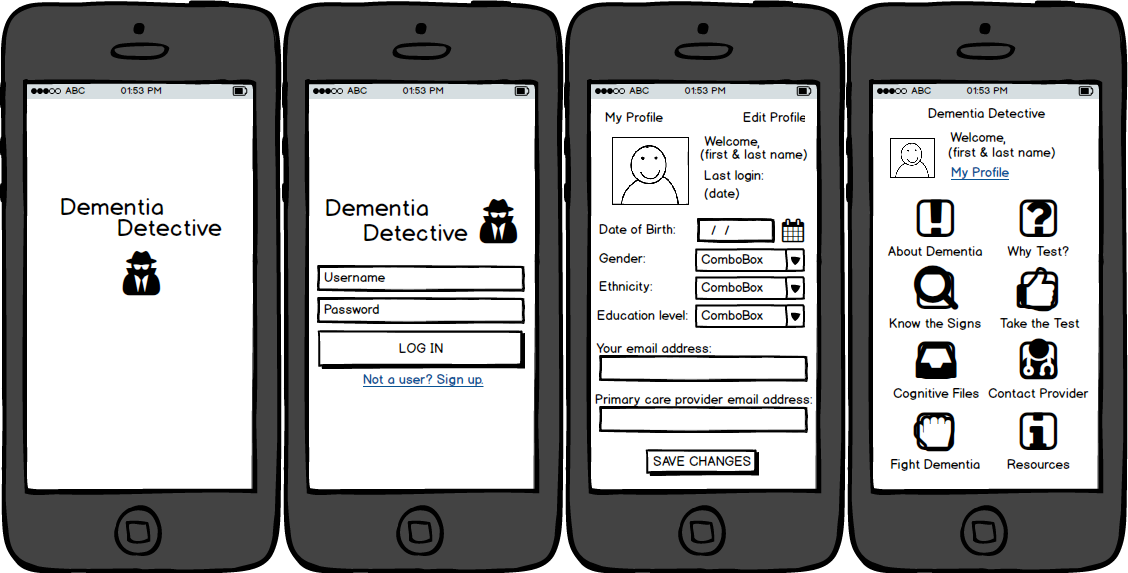 ABC 01:53 PM
Dementia
Detective
ABC 01:53 PM
Dementia
Detective
Username
Password
LOG IN
Not a user? Sign up.
ABC 01:53 PM
My Profile Edit Profile
Welcome,
(first & last name)
Last login:
(date)
Date of Birth: / /
Gender: ComboBox
Ethnicity: ComboBox
Education level: ComboBox
Your email address:
Primary care provider email address:
SAVE CHANGES
ABC 01:53 PM
Dementia Detective
Welcome,
(first & last name)
My Profile
About Dementia Why Test?
Know the Signs Take the Test
Cognitive Files Contact Provider
Fight Dementia Resources